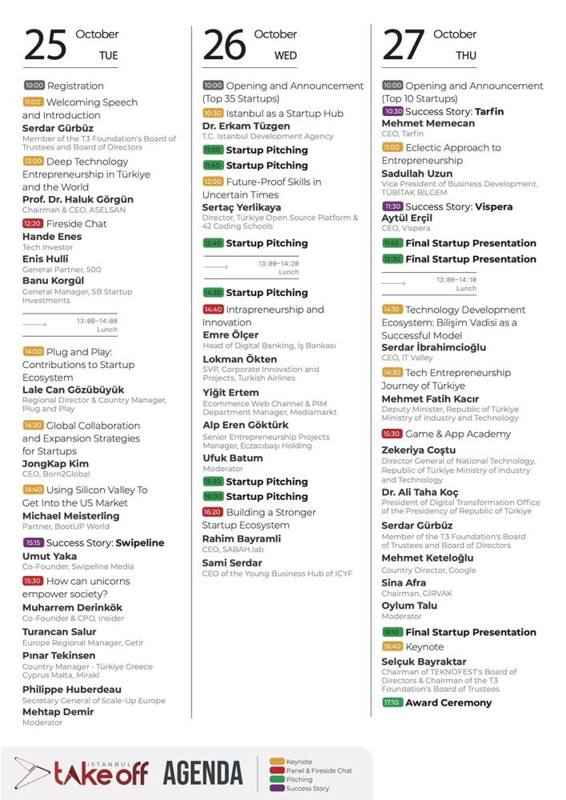 25 October
TUE
10:00 Registration
11:00 Welcoming Speech
and Introduction
Serdar Gürbüz
Member of the T3 Foundation's Board of
Trustees and Board of Directors
12:00 Deep Technology
Entrepreneurship in Türkiye
and the World
Prof. Dr. Haluk Görgün
Chairman & CEO, ASELSAN
12:20 Fireside Chat
Hande Enes
Tech Investor
Enis Hulli
General Partner, 500
Banu Korgül
General Manager, SB Startup
Investments
13:00-14:00
Lunch
14:00 Plug and Play:
Contributions to Startup
Ecosystem
Lale Can Gözübüyük
Regional Director & Country Manager,
Plug and Play
14:20 Global Collaboration
and Expansion Strategies
for Startups
JongKap Kim
CEO, Born2Global
14:40 Using Silicon Valley To
Get Into the US Market
Michael Meisterling
Partner, BootUP World
15:15 Success Story: Swipeline
Umut Yaka
Co-Founder, Swipeline Media
15:30 How can unicorns
empower society?
Muharrem Derinkök
Co-Founder & CPO, Insider
Turancan Salur
Europe Regional Manager, Getir
Pınar Tekinsen
Country Manager - Türkiye Greece
Cyprus Malta, Mirakl
Philippe Huberdeau
Secretary General of Scale-Up Europe
Mehtap Demir
Moderator
26 October
WED
10:00 Opening and Announcement
(Top 35 Startups)
10:30 Istanbul as a Startup Hub
Dr. Erkam Tüzgen
T.C. Istanbul Development Agency
11:00 Startup Pitching
11:40 Startup Pitching
12:00 Future-Proof Skills in
Uncertain Times
Sertaç Yerlikaya
Director, Türkiye Open Source Platform &
42 Coding Schools
12:40 Startup Pitching
13:00-14:20
Lunch
14:20 Startup Pitching
14:40 Intrapreneurship and
Innovation
Emre Ölçer
Head of Digital Banking, İş Bankası
Lokman Ökten
SVP, Corporate Innovation and
Projects, Turkish Airlines
Yiğit Ertem
Ecommerce Web Channel & PIM
Department Manager, Mediamarkt
Alp Eren Göktürk
Senior Entrepreneurship Projects
Manager, Eczacıbaşı Holding
Ufuk Batum
Moderator
15:30 Startup Pitching
16:00 Startup Pitching
16:20 Building a Stronger
Startup Ecosystem
Rahim Bayramli
CEO, SABAH.lab
Sami Serdar
CEO of the Young Business Hub of ICYF
27 October
THU
10:00 Opening and Announcement
(Top 10 Startups)
10:30 Success Story: Tarfin
Mehmet Memecan
CEO, Tarfin
11:00 Eclectic Approach to
Entrepreneurship
Sadullah Uzun
Vice President of Business Development,
TÜBİTAK BİLGEM
11:30 Success Story: Vispera
Aytül Erçil
CEO, Vispera
11:45 Final Startup Presentation
12:30 Final Startup Presentation
13:00-14:10
Lunch
14:10 Technology Development
Ecosystem: Bilişim Vadisi as a
Successful Model
Serdar İbrahimcioğlu
CEO, IT Valley
14:30 Tech Entrepreneurship
Journey of Türkiye
Mehmet Fatih Kacır
Deputy Minister, Republic of Türkiye
Ministry of Industry and Technology
15:30 Game & App Academy
Zekeriya Coştu
Director General of National Technology,
Republic of Türkiye Ministry of Industry
and Technology
Dr. Ali Taha Koç
President of Digital Transformation Office
of the Presidency of Republic of Türkiye
Serdar Gürbüz
Member of the T3 Foundation's Board
of Trustees and Board of Directors
Mehmet Keteloğlu
Country Director, Google
Sina Afra
Chairman, GİRVAK
Oylum Talu
Moderator
16:10 Final Startup Presentation
16:40 Keynote
Selçuk Bayraktar
Chairman of TEKNOFEST's Board of
Directors & Chairman of the T3
Foundation's Board of Trustees
17:10 Award Ceremony
ISTANBUL
take off AGENDA
Keynote
Panel & Fireside Chat
Pitching
Success Story